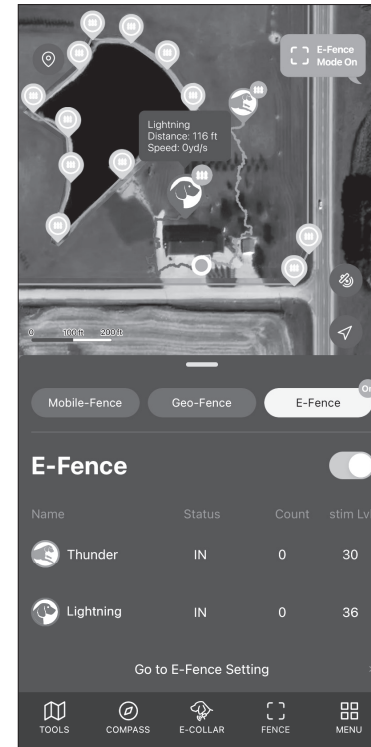 E-Fence
Mode On
Lightning
Distance: 116 ft
Speed: 0yd/s
0 100 ft 200 ft
Mobile-Fence Geo-Fence E-Fence On
E-Fence
Name Status Count stim Lv
Thunder IN 0 30
Lightning IN 0 36
Go to E-Fence Setting
TOOLS COMPASS E-COLLAR FENCE MENU